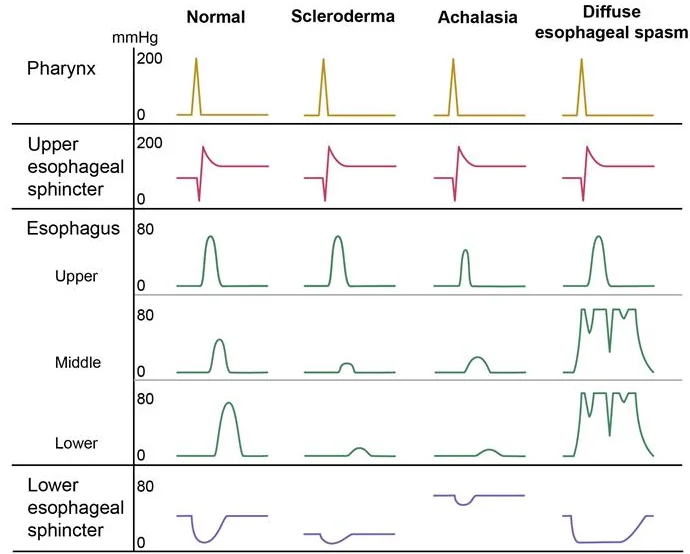 Normal
Scleroderma
Achalasia
Diffuse
esophageal spasm
mmHg
Pharynx
200
0
Upper
esophageal
sphincter
200
0
Esophagus
80
Upper
0
80
Middle
0
80
Lower
0
Lower
esophageal
sphincter
80
0